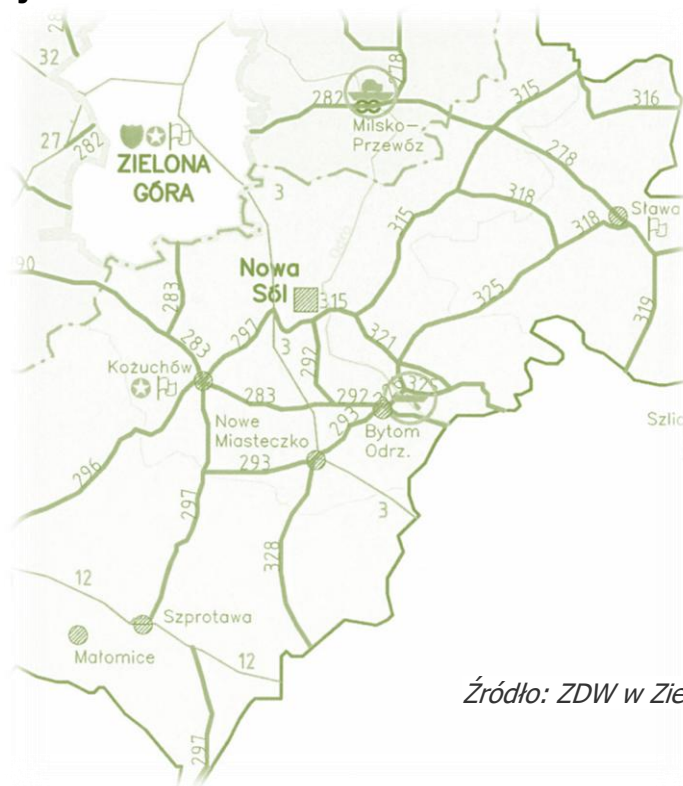 278
32
282
315
316
27
282
Milsko–
Przewóz
278
ZIELONA
GÓRA
3
318
Sława
315
318
Nowa
Sól
315
325
283
319
297
321
283
3
292
Kożuchów
283
292
325
293
Nowe
Miasteczko
Bytom
Odrz.
293
296
297
3
328
12
Szprotawa
Małomice
12
297
Źródło: ZDW w Zie